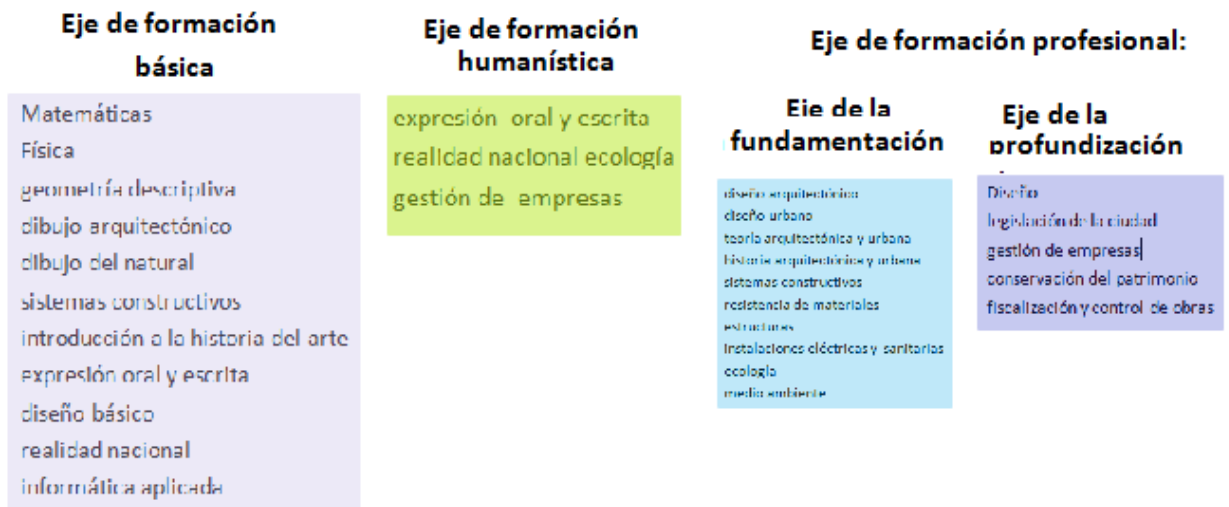 Eje de formación
básica
Matemáticas
Física
geometría descriptiva
dibujo arquitectónico
dibujo del natural
sistemas constructivos
introducción a la historia del arte
expresión oral y escrita
diseño básico
realidad nacional
informática aplicada
Eje de formación
humanística
expresión oral y escrita
realidad nacional ecología
gestión de empresas
Eje de formación profesional:
Eje de la
fundamentación
diseño arquitectónico
diseño urbano
teoría arquitectónica y urbana
historia arquitectónica y urbana
sistemas constructivos
resistencia de materiales
estructuras
instalaciones eléctricas y sanitarias
ecología
medio ambiente
Eje de la
profundización
Diseño
legislación de la ciudad
gestión de empresas
conservación del patrimonio
fiscalización y control de obras